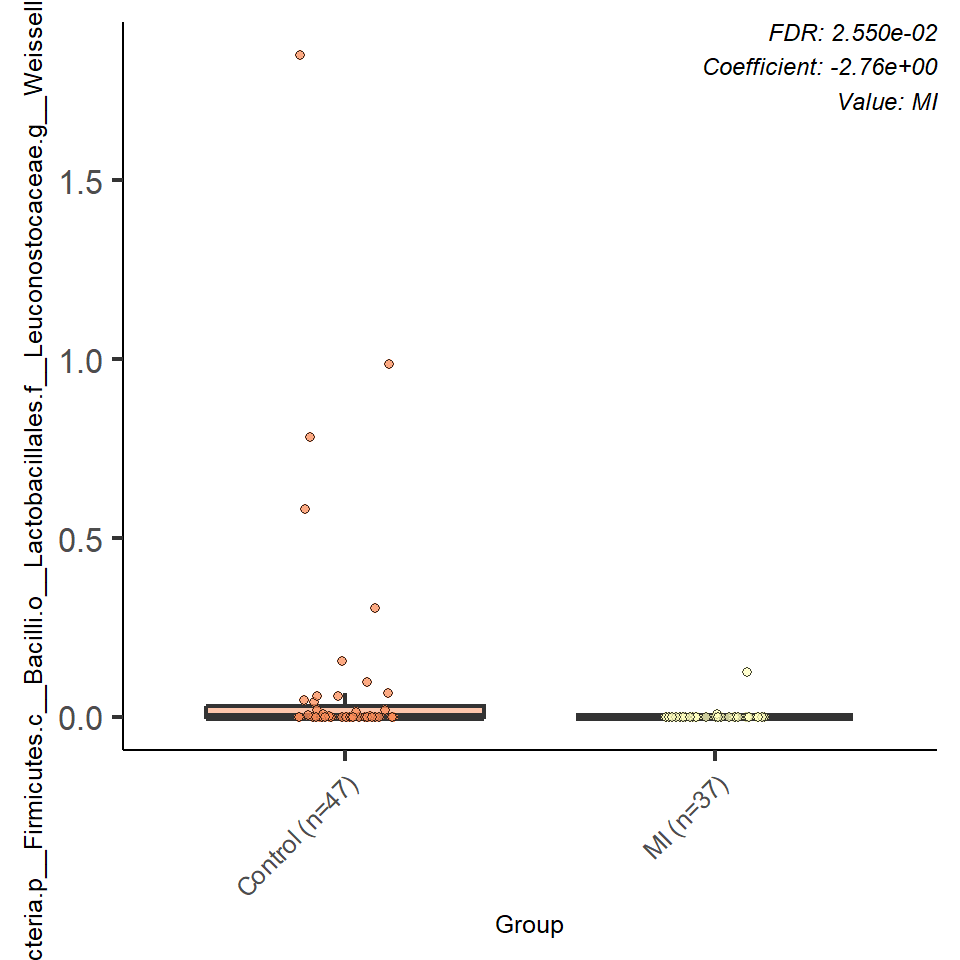 FDR: 2.550e-02
Coefficient: -2.76e+00
Value: MI
cteria.p__Firmicutes.c__Bacilli.o__Lactobacillales.f__Leuconostocaceae.g__Weissell
1.5
1.0
0.5
0.0
Control (n=47)
MI (n=37)
Group